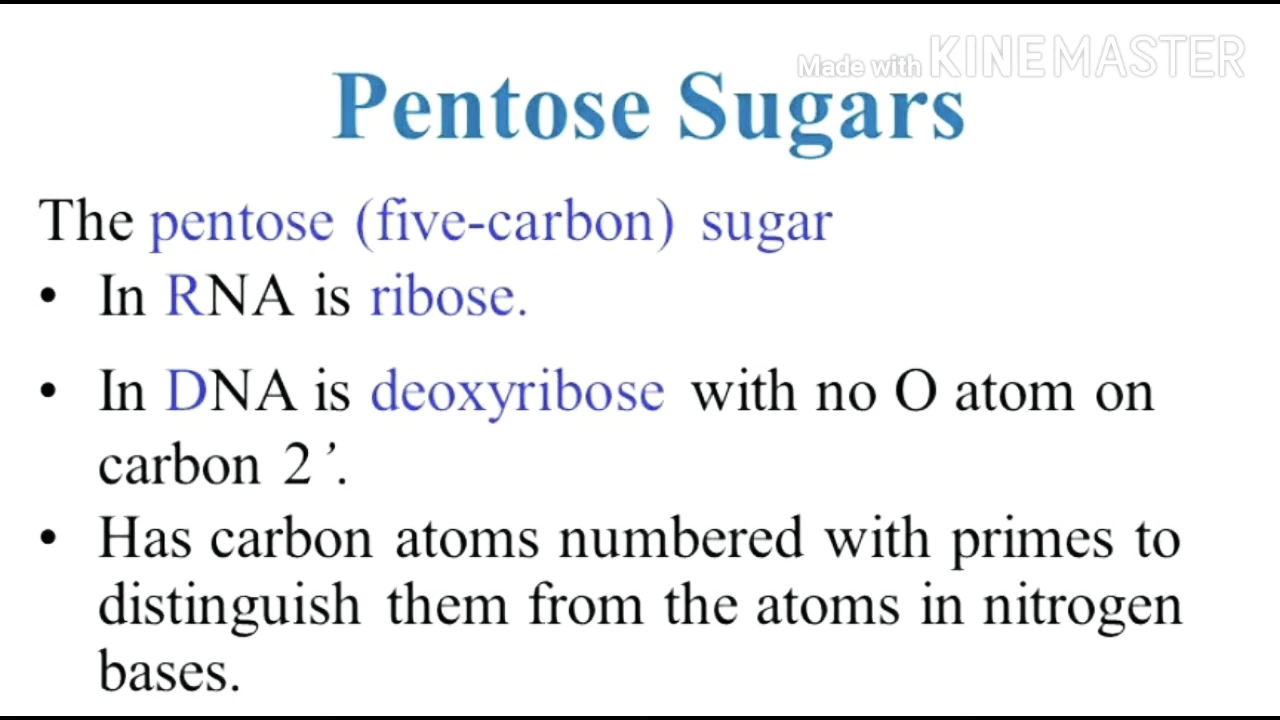 Made with KINEMASTER
Pentose Sugars
The pentose (five-carbon) sugar
• In RNA is ribose.
• In DNA is deoxyribose with no O atom on
carbon 2’.
• Has carbon atoms numbered with primes to
distinguish them from the atoms in nitrogen
bases.